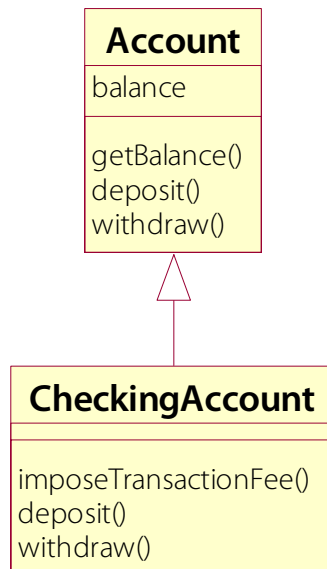 Account
balance
getBalance()
deposit()
withdraw()
CheckingAccount
imposeTransactionFee()
deposit()
withdraw()